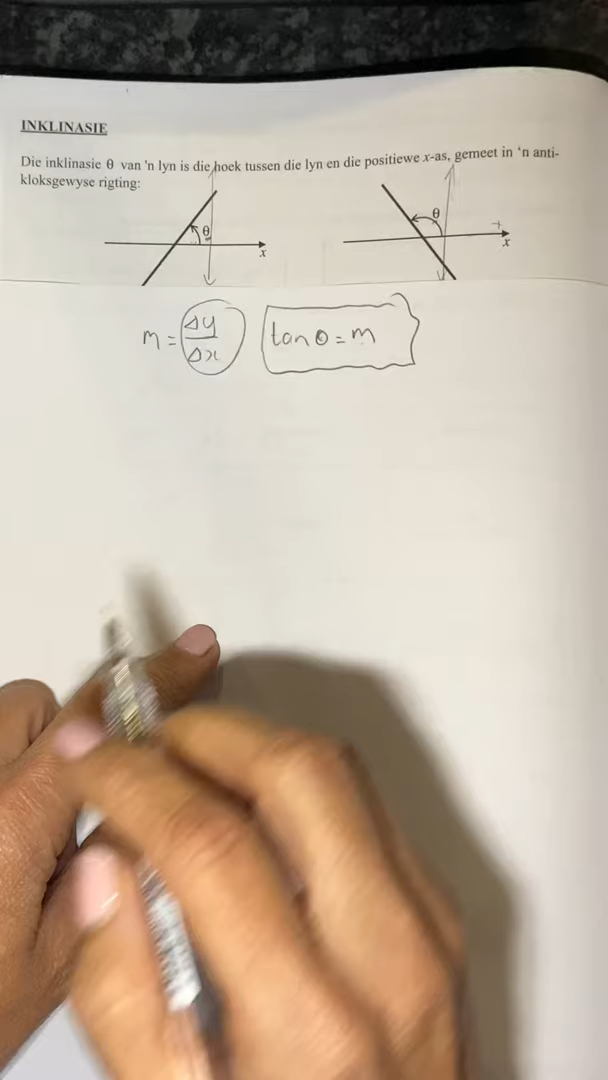 INKLINASIE
Die inklinasie θ van 'n lyn is die hoek tussen die lyn en die positiewe x-as, gemeet in 'n anti-
kloksgewyse rigting:
θ
x
θ
+
x
m = Δy/Δx
tan θ = m